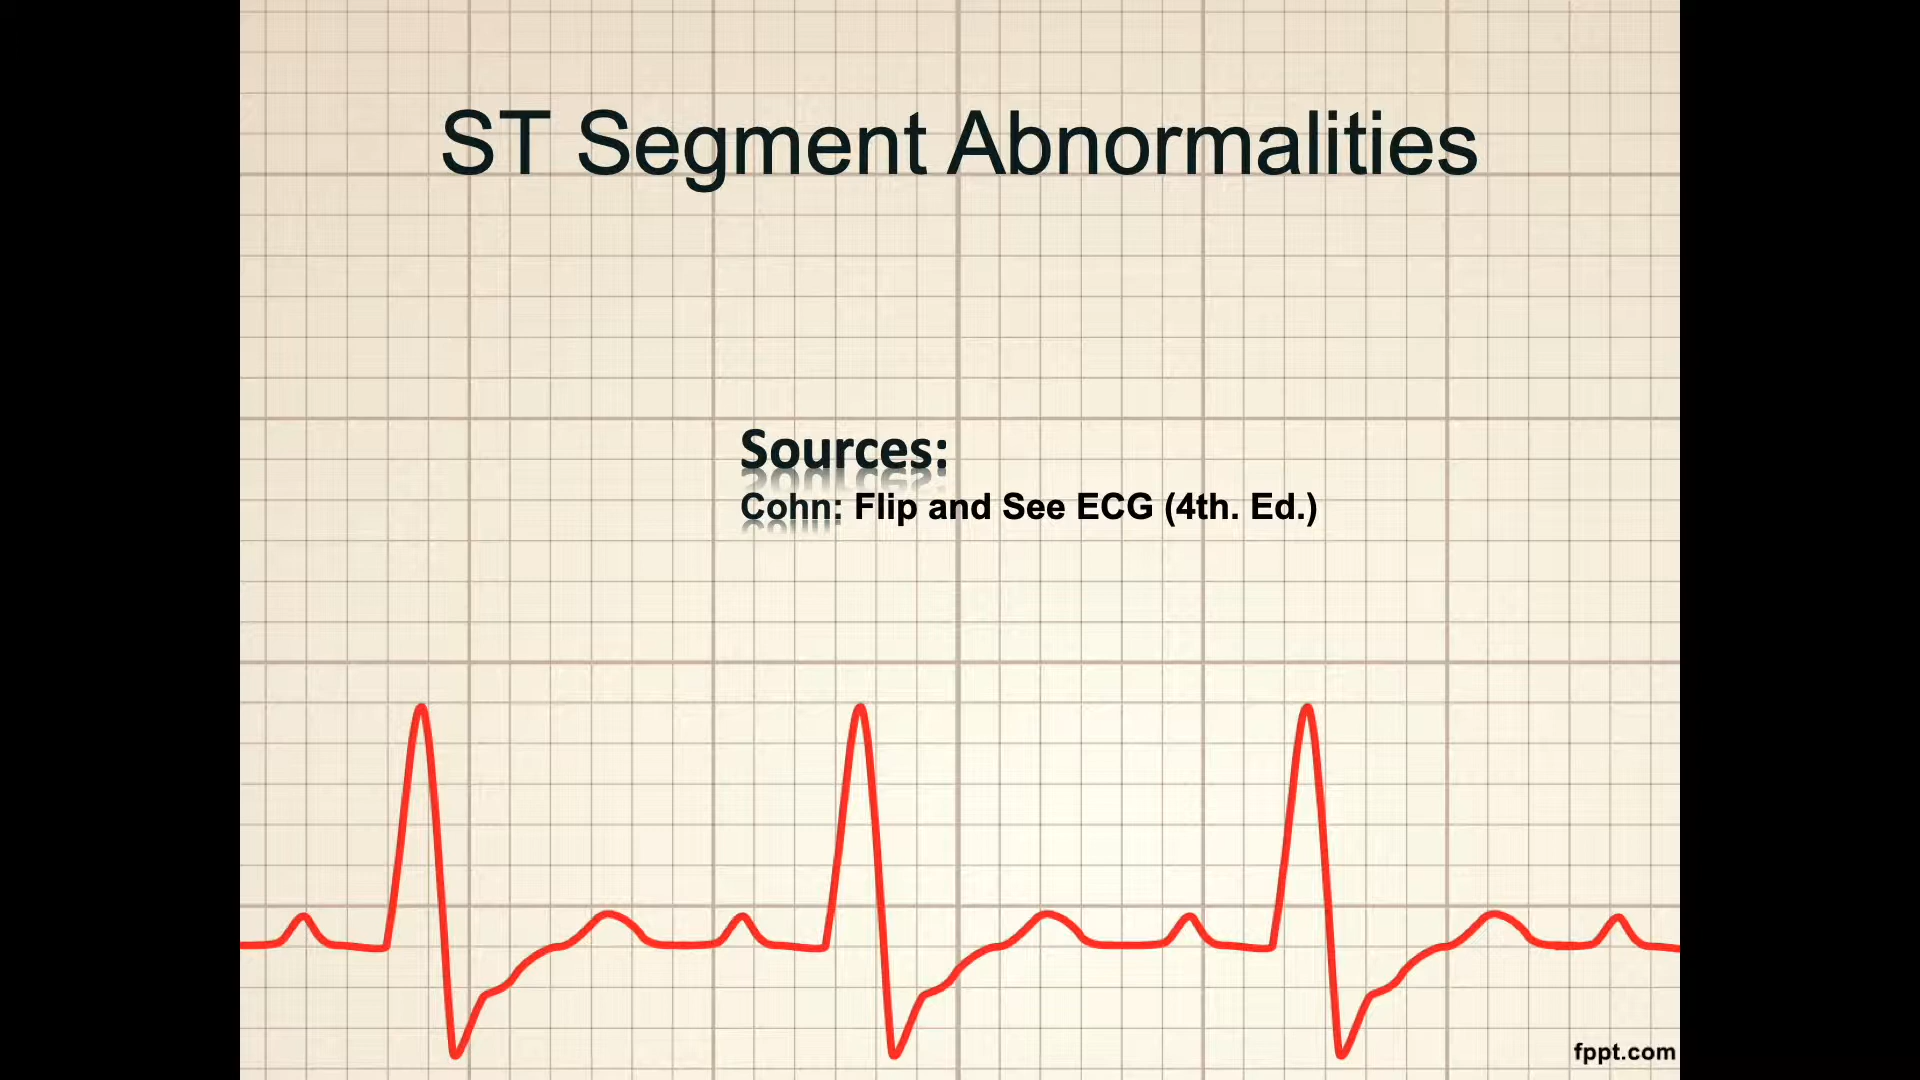 ST Segment Abnormalities
Sources:
Cohn: Flip and See ECG (4th. Ed.)
fppt.com